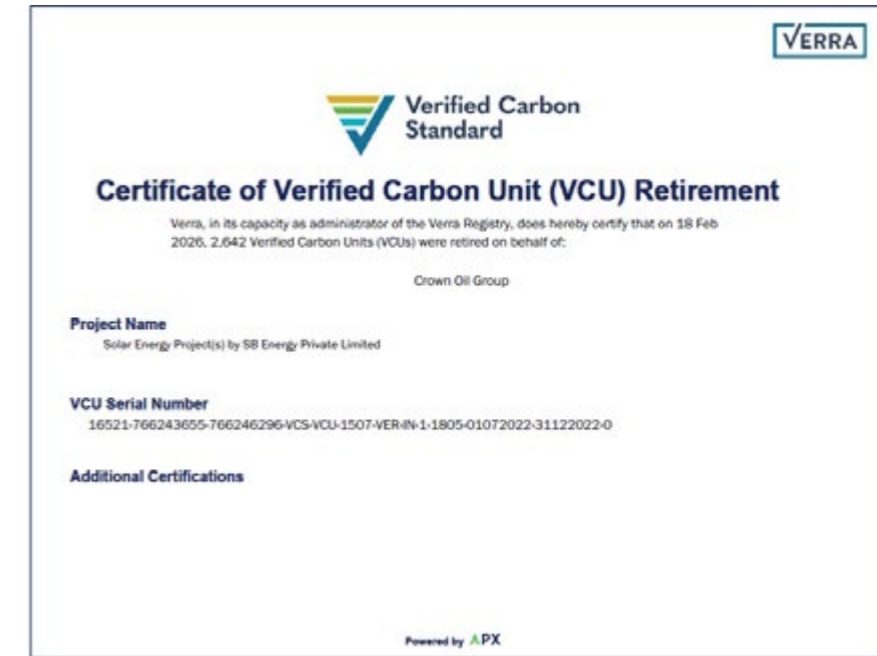 VERRA
Verified Carbon
Standard
Certificate of Verified Carbon Unit (VCU) Retirement
Verra, in its capacity as administrator of the Verra Registry, does hereby certify that on 18 Feb
2026, 2,642 Verified Carbon Units (VCUs) were retired on behalf of:
Crown Oil Group
Project Name
Solar Energy Project(s) by SB Energy Private Limited
VCU Serial Number
16521-766243655-766246296-VCS-VCU-1507-VER-IN-1-1805-01072022-31122022-0
Additional Certifications
Powered by APX